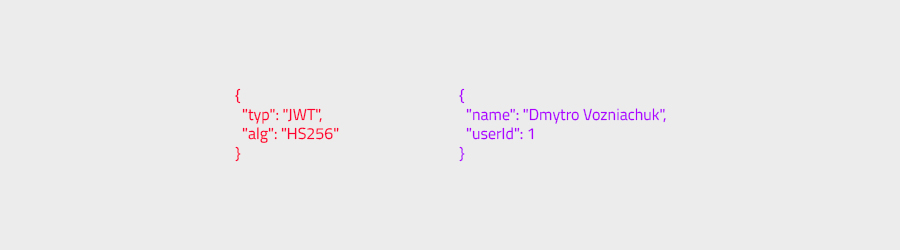 {
"typ": "JWT",
"alg": "HS256"
}
{
"name": "Dmytro Vozniachuk",
"userId": 1
}